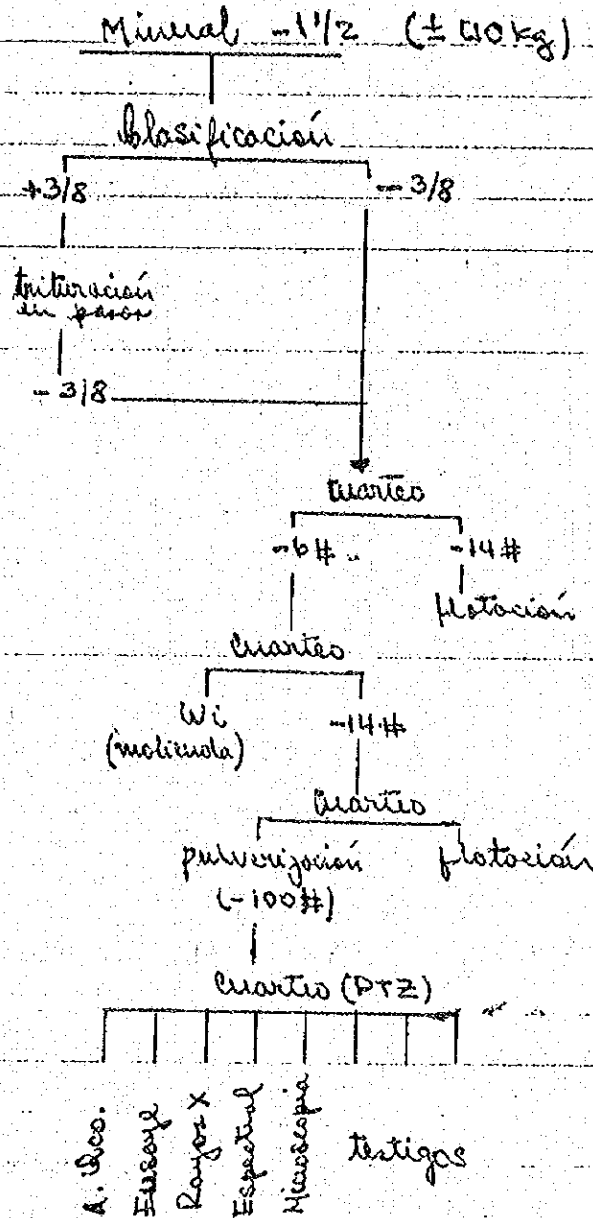 Mineral -1 1/2 (± 40 kg)
Clasificación
+3/8 -3/8
trituración
en pasos
-3/8
Cuarteo
-6# -14#
flotación
Cuarteo
Wi -14#
(molienda)
Cuarteo
pulverización flotación
(-100#)
Cuarteo (PTZ)
A. Qco.
Ensaye
Rayos X
Espectral
Microscopia
testigos